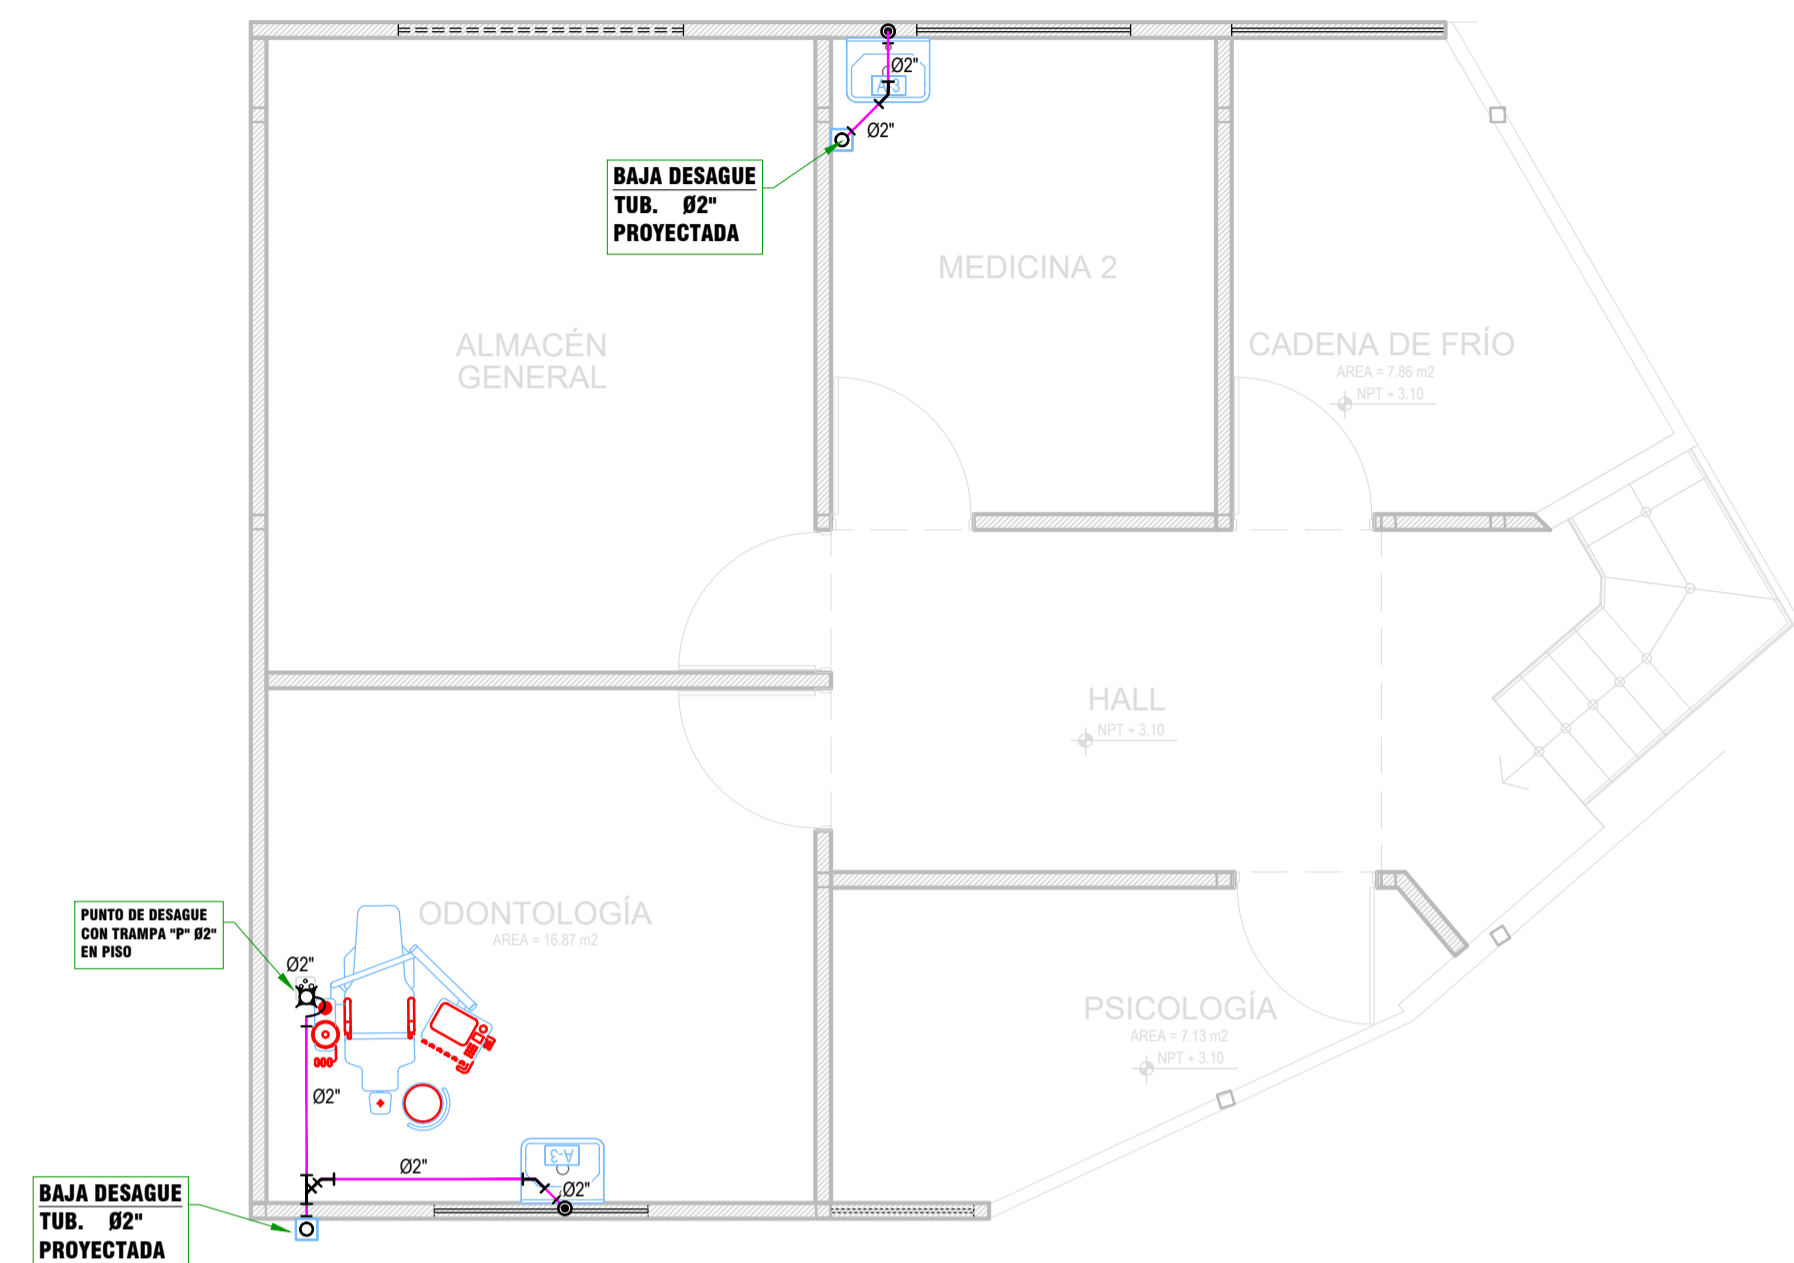 Ø2"
A-3
Ø2"
BAJA DESAGUE
TUB. Ø2"
PROYECTADA
MEDICINA 2
ALMACÉN
GENERAL
CADENA DE FRÍO
AREA = 7.86 m2
NPT + 3.10
HALL
NPT + 3.10
ODONTOLOGÍA
AREA = 16.87 m2
PUNTO DE DESAGUE
CON TRAMPA "P" Ø2"
EN PISO
Ø2"
PSICOLOGÍA
AREA = 7.13 m2
NPT + 3.10
Ø2"
A-3
Ø2"
Ø2"
BAJA DESAGUE
TUB. Ø2"
PROYECTADA